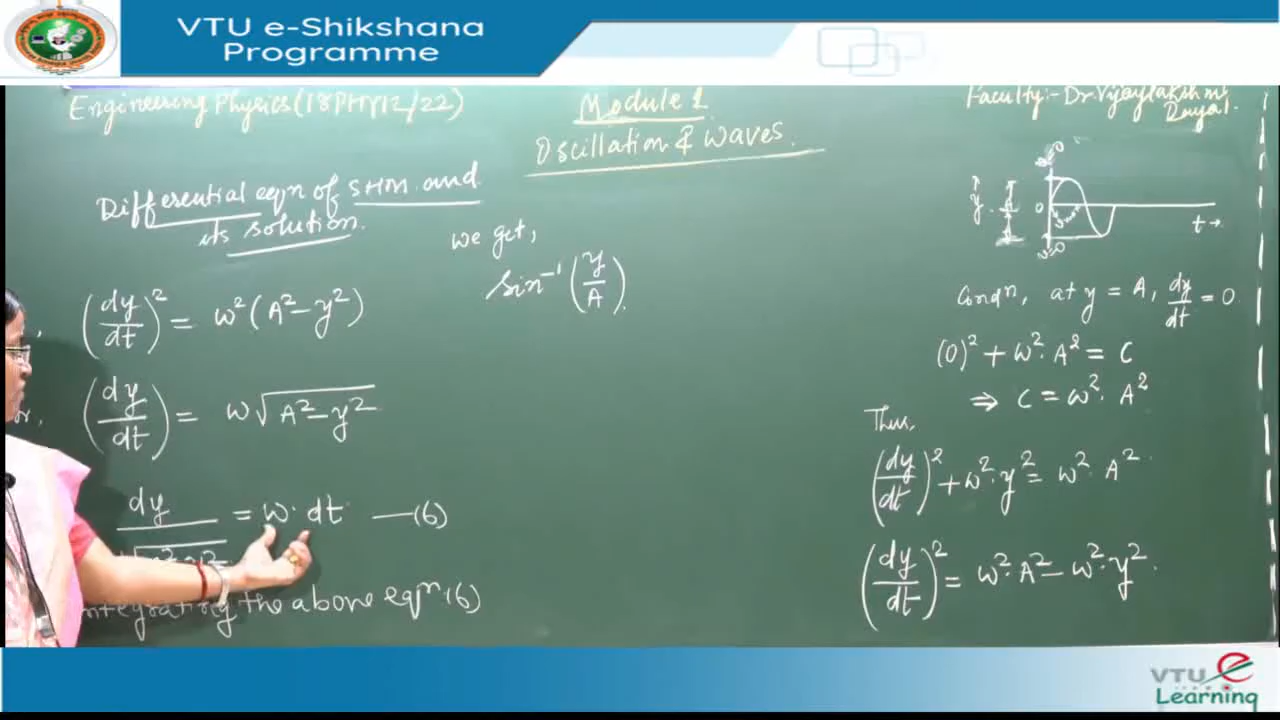 VTU e-Shikshana
Programme
Engineering Physics (18PHY12/22)
Module 1
Oscillation & Waves.
Faculty:- Dr. Vijaylakshmi
Dayal.
Differential eqn of SHM and
its solution.
(dy/dt)² = ω²(A² − y²)
(dy/dt) = ω√(A² − y²)
dy/√ = ω. dt —(6)
integrating the above eqn (6)
we get,
sin⁻¹(y/A).
y
0
t→
Condn, at y = A, dy/dt = 0
(0)² + ω². A² = C
⇒ C = ω². A²
Thus,
(dy/dt)² + ω². y² = ω². A²
(dy/dt)² = ω². A² − ω². y².
VTU e
Learning